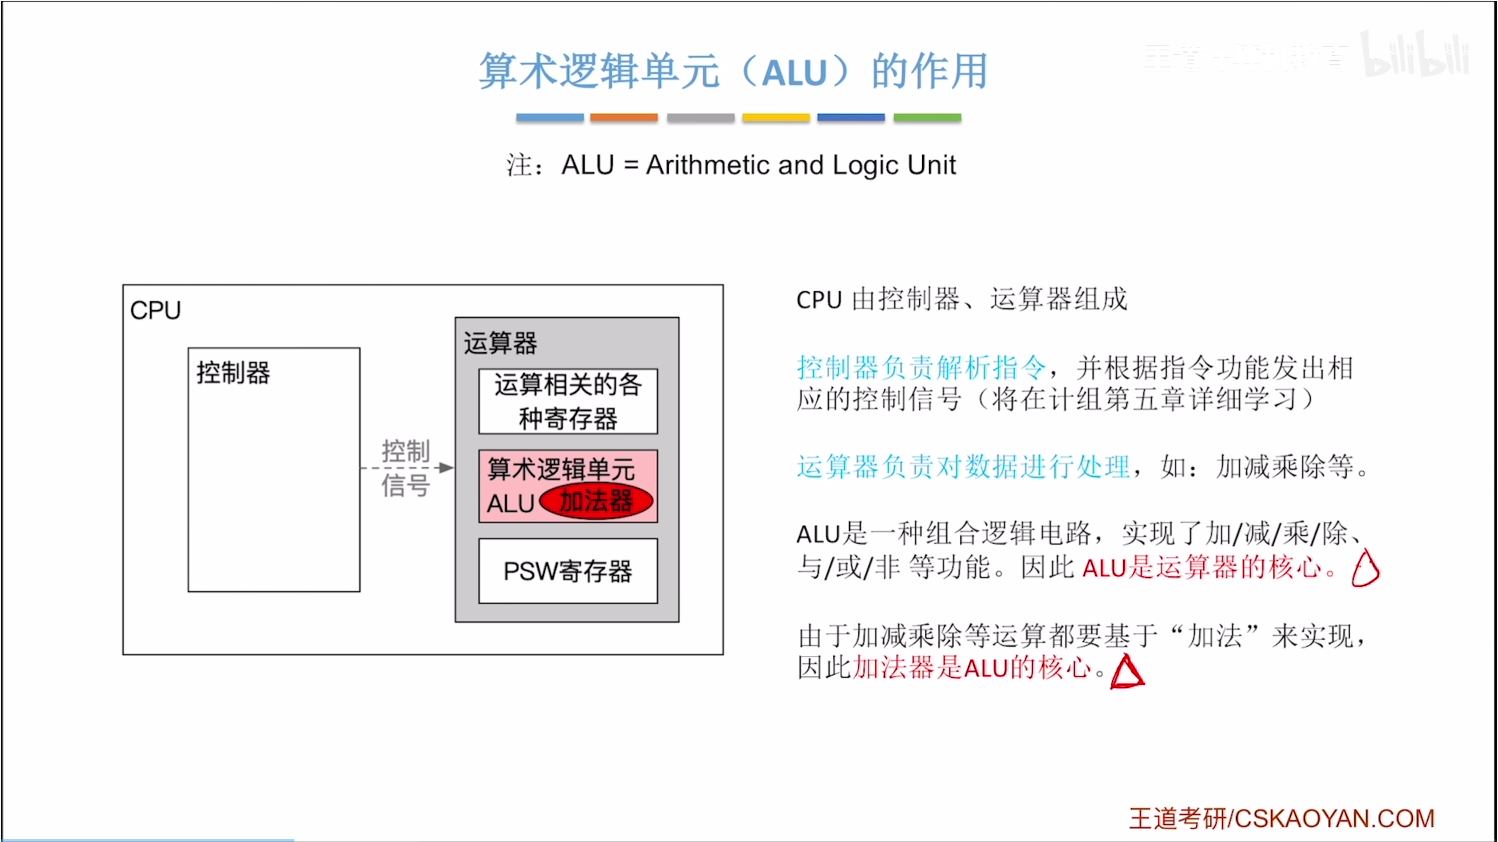 算术逻辑单元（ALU）的作用
bilibili
注：ALU = Arithmetic and Logic Unit
CPU
控制器
控制
信号
运算器
运算相关的各
种寄存器
算术逻辑单元
ALU 加法器
PSW寄存器
CPU 由控制器、运算器组成
控制器负责解析指令，并根据指令功能发出相
应的控制信号（将在计组第五章详细学习）
运算器负责对数据进行处理，如：加减乘除等。
ALU是一种组合逻辑电路，实现了加/减/乘/除、
与/或/非 等功能。因此 ALU是运算器的核心。
由于加减乘除等运算都要基于“加法”来实现，
因此加法器是ALU的核心。
王道考研/CSKAOYAN.COM